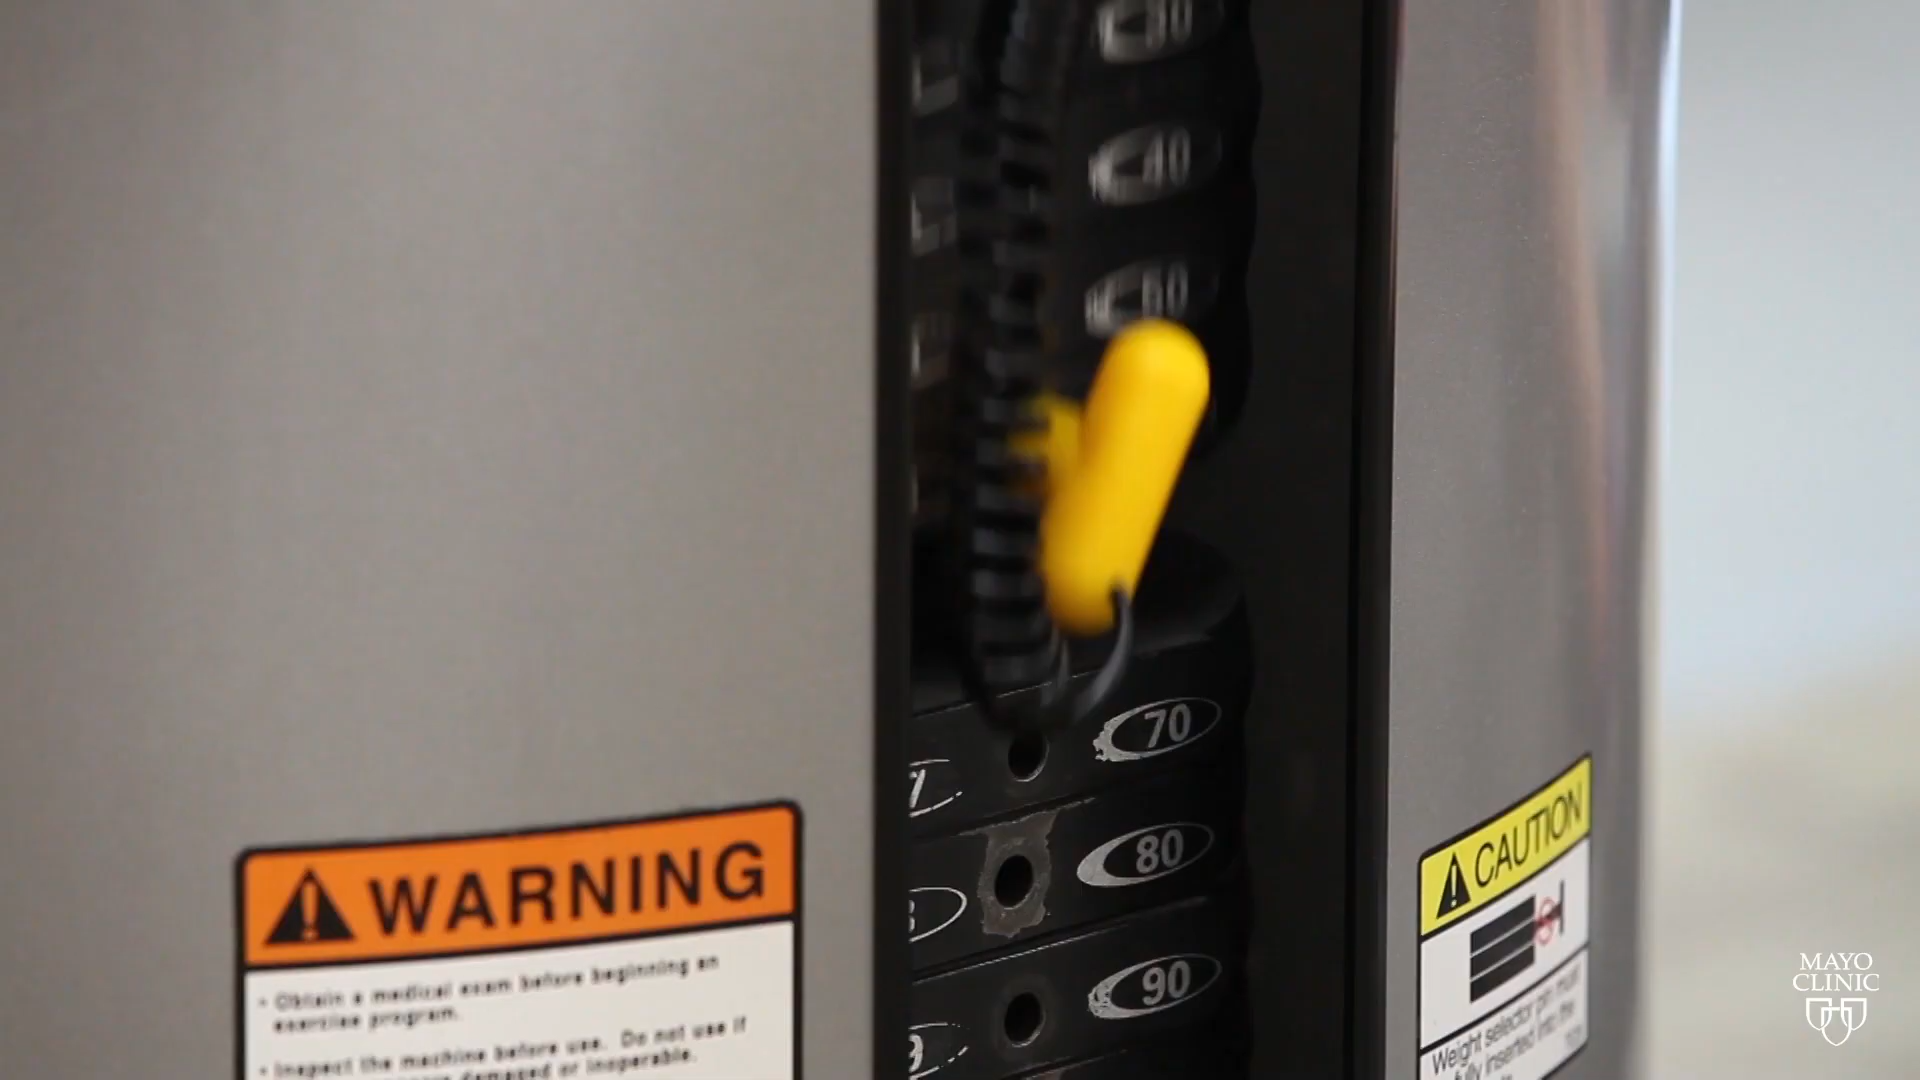 40
70
80
90
WARNING
• Obtain a medical exam before beginning an
exercise program.
• Inspect the machine before use. Do not use if
damaged or inoperable.
CAUTION
Weight selector pin must
fully inserted into the
MAYO
CLINIC